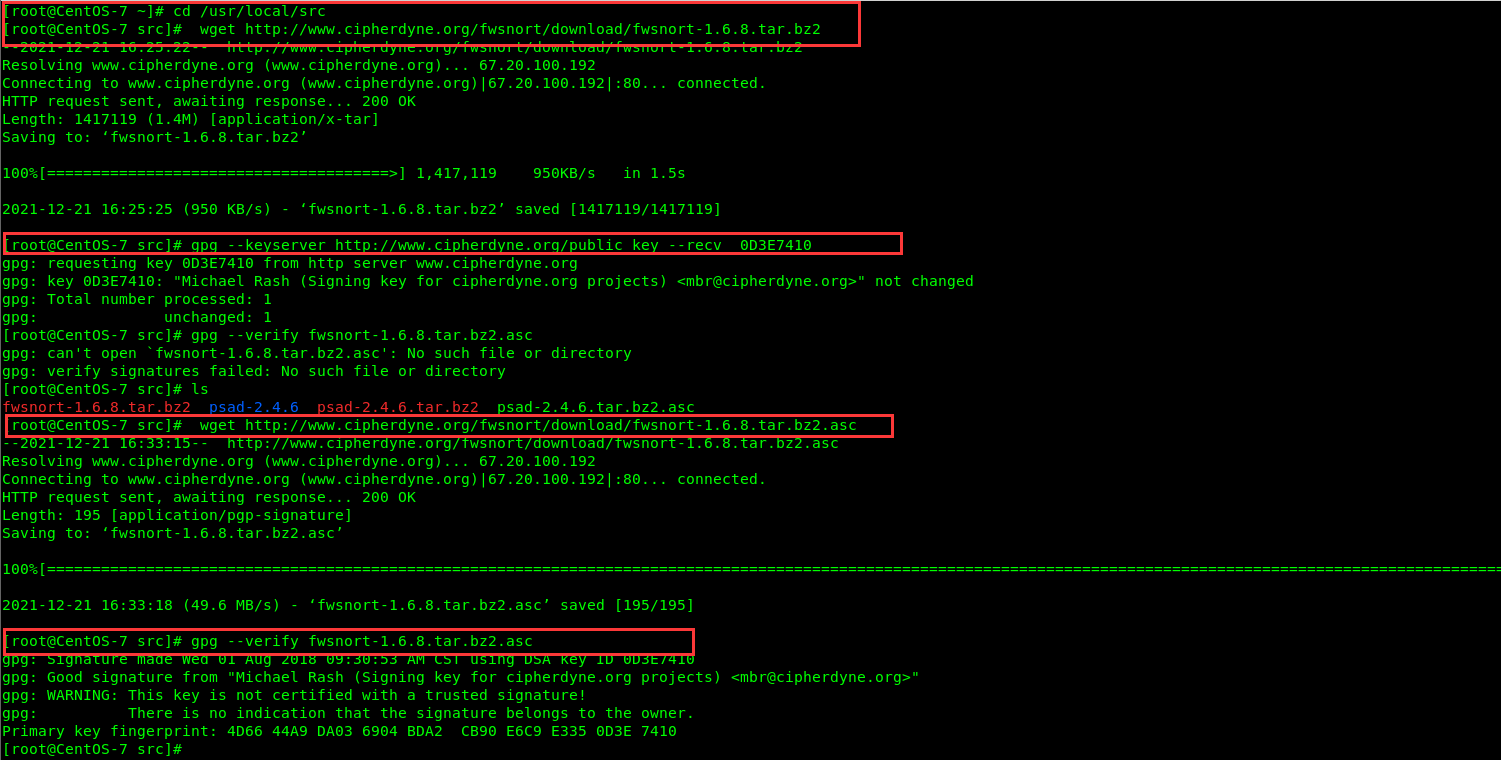 [root@CentOS-7 ~]# cd /usr/local/src
[root@CentOS-7 src]#  wget http://www.cipherdyne.org/fwsnort/download/fwsnort-1.6.8.tar.bz2
--2021-12-21 16:25:22--  http://www.cipherdyne.org/fwsnort/download/fwsnort-1.6.8.tar.bz2
Resolving www.cipherdyne.org (www.cipherdyne.org)... 67.20.100.192
Connecting to www.cipherdyne.org (www.cipherdyne.org)|67.20.100.192|:80... connected.
HTTP request sent, awaiting response... 200 OK
Length: 1417119 (1.4M) [application/x-tar]
Saving to: ‘fwsnort-1.6.8.tar.bz2’
100%[======================================>] 1,417,119    950KB/s   in 1.5s
2021-12-21 16:25:25 (950 KB/s) - ‘fwsnort-1.6.8.tar.bz2’ saved [1417119/1417119]
[root@CentOS-7 src]# gpg --keyserver http://www.cipherdyne.org/public_key --recv  0D3E7410
gpg: requesting key 0D3E7410 from http server www.cipherdyne.org
gpg: key 0D3E7410: "Michael Rash (Signing key for cipherdyne.org projects) <mbr@cipherdyne.org>" not changed
gpg: Total number processed: 1
gpg:              unchanged: 1
[root@CentOS-7 src]# gpg --verify fwsnort-1.6.8.tar.bz2.asc
gpg: can't open `fwsnort-1.6.8.tar.bz2.asc': No such file or directory
gpg: verify signatures failed: No such file or directory
[root@CentOS-7 src]# ls
fwsnort-1.6.8.tar.bz2  psad-2.4.6  psad-2.4.6.tar.bz2  psad-2.4.6.tar.bz2.asc
[root@CentOS-7 src]#  wget http://www.cipherdyne.org/fwsnort/download/fwsnort-1.6.8.tar.bz2.asc
--2021-12-21 16:33:15--  http://www.cipherdyne.org/fwsnort/download/fwsnort-1.6.8.tar.bz2.asc
Resolving www.cipherdyne.org (www.cipherdyne.org)... 67.20.100.192
Connecting to www.cipherdyne.org (www.cipherdyne.org)|67.20.100.192|:80... connected.
HTTP request sent, awaiting response... 200 OK
Length: 195 [application/pgp-signature]
Saving to: ‘fwsnort-1.6.8.tar.bz2.asc’
100%[==================================================================================================================================================================
2021-12-21 16:33:18 (49.6 MB/s) - ‘fwsnort-1.6.8.tar.bz2.asc’ saved [195/195]
[root@CentOS-7 src]# gpg --verify fwsnort-1.6.8.tar.bz2.asc
gpg: Signature made Wed 01 Aug 2018 09:30:53 AM CST using DSA key ID 0D3E7410
gpg: Good signature from "Michael Rash (Signing key for cipherdyne.org projects) <mbr@cipherdyne.org>"
gpg: WARNING: This key is not certified with a trusted signature!
gpg:          There is no indication that the signature belongs to the owner.
Primary key fingerprint: 4D66 44A9 DA03 6904 BDA2  CB90 E6C9 E335 0D3E 7410
[root@CentOS-7 src]#